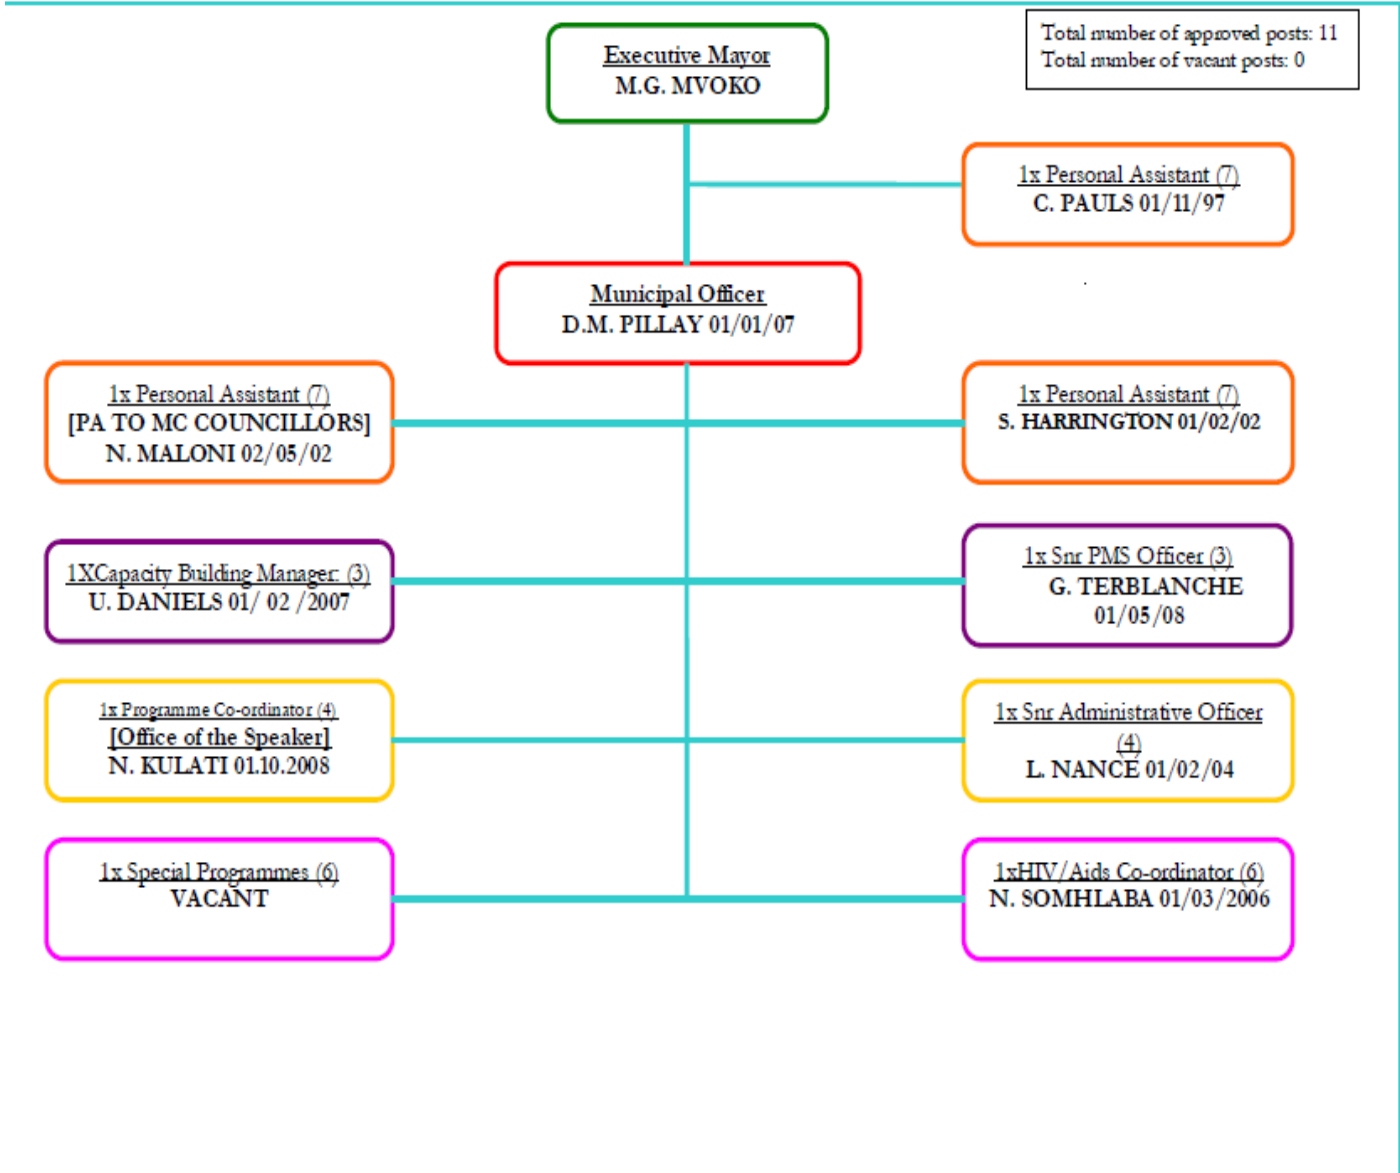 Executive Mayor
M.G. MVOKO
Total number of approved posts: 11
Total number of vacant posts: 0
1x Personal Assistant (7)
C. PAULS 01/11/97
Municipal Officer
D.M. PILLAY 01/01/07
1x Personal Assistant (7)
[PA TO MC COUNCILLORS]
N. MALONI 02/05/02
1x Personal Assistant (7)
S. HARRINGTON 01/02/02
1XCapacity Building Manager: (3)
U. DANIELS 01/ 02 /2007
1x Snr PMS Officer (3)
G. TERBLANCHE
01/05/08
1x Programme Co-ordinator (4)
[Office of the Speaker]
N. KULATI 01.10.2008
1x Snr Administrative Officer
(4)
L. NANCE 01/02/04
1x Special Programmes (6)
VACANT
1xHIV/Aids Co-ordinator (6)
N. SOMHLABA 01/03/2006